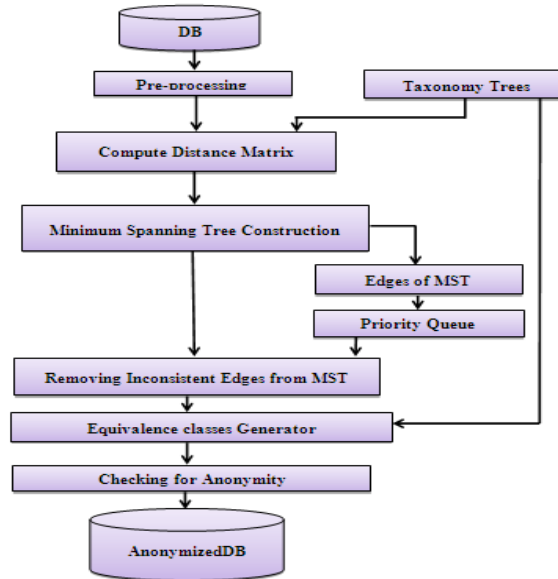 DB
Pre-processing
Taxonomy Trees
Compute Distance Matrix
Minimum Spanning Tree Construction
Edges of MST
Priority Queue
Removing Inconsistent Edges from MST
Equivalence classes Generator
Checking for Anonymity
AnonymizedDB